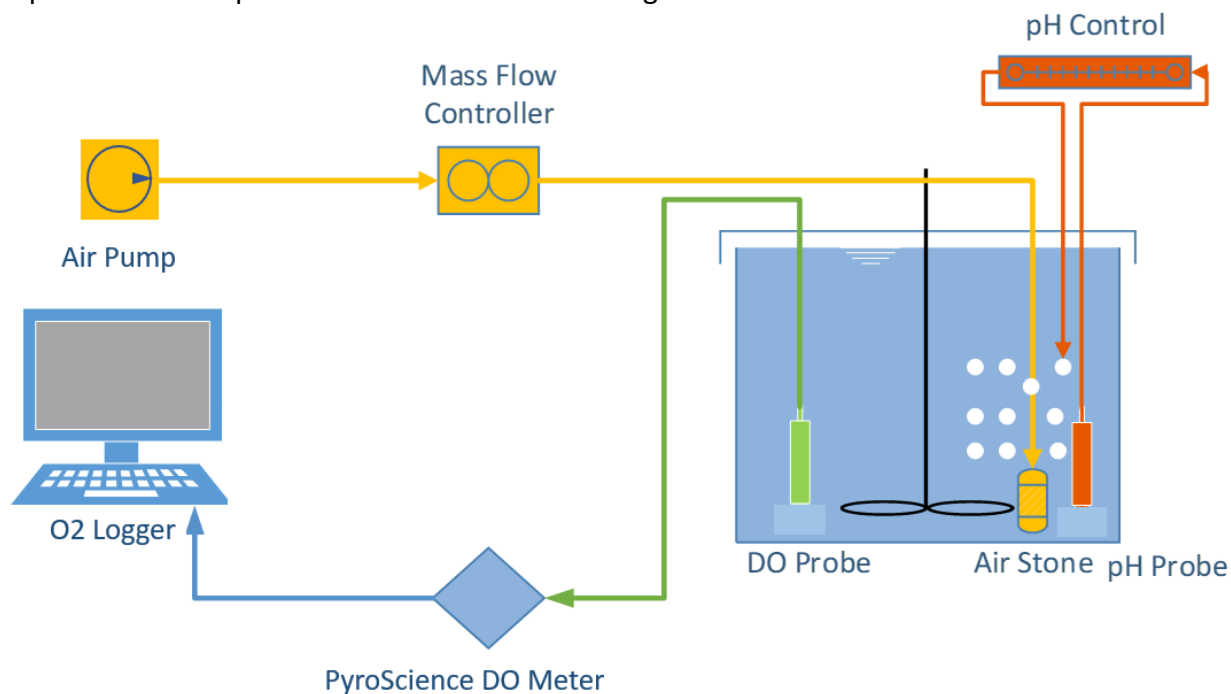 pH Control
Mass Flow
Controller
Air Pump
O2 Logger
DO Probe
Air Stone
pH Probe
PyroScience DO Meter